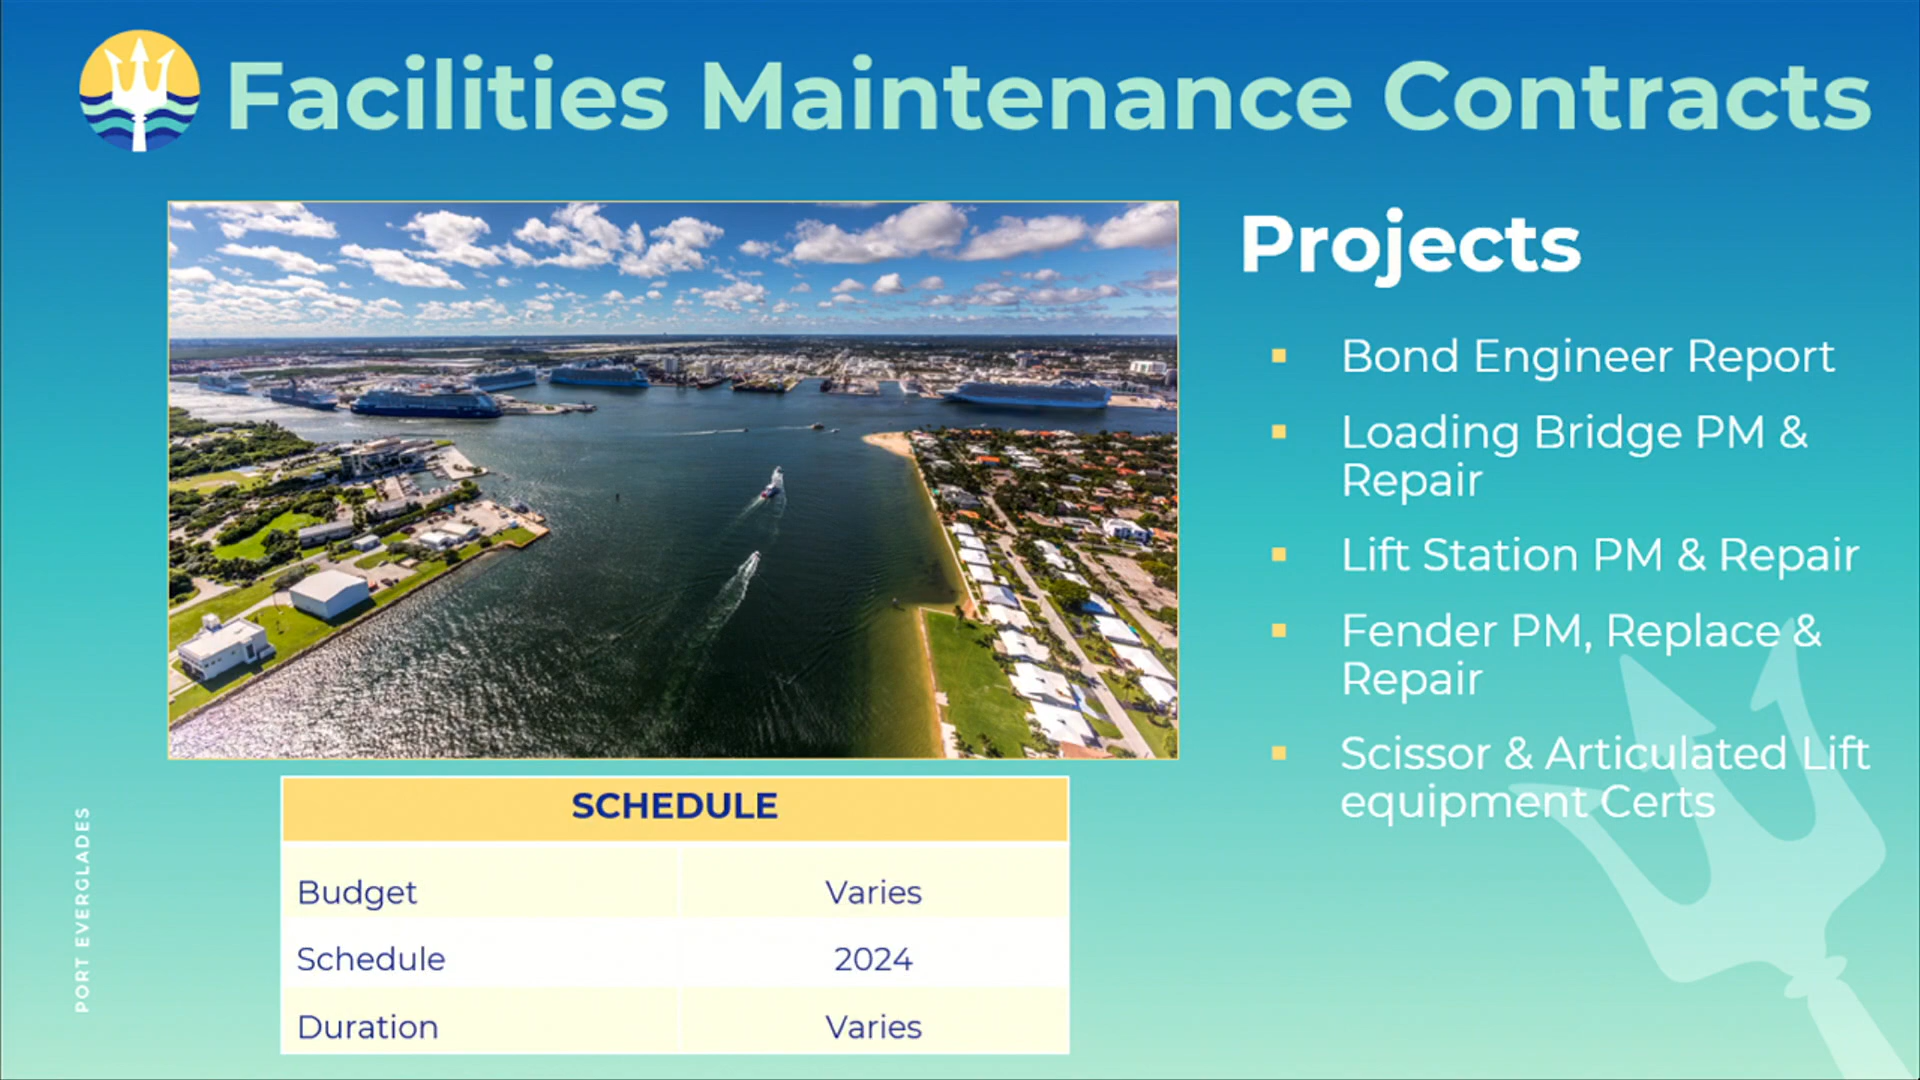 Facilities Maintenance Contracts
Projects
Bond Engineer Report
Loading Bridge PM &
Repair
Lift Station PM & Repair
Fender PM, Replace &
Repair
Scissor & Articulated Lift
equipment Certs
SCHEDULE
Budget Varies
Schedule 2024
Duration Varies
PORT EVERGLADES